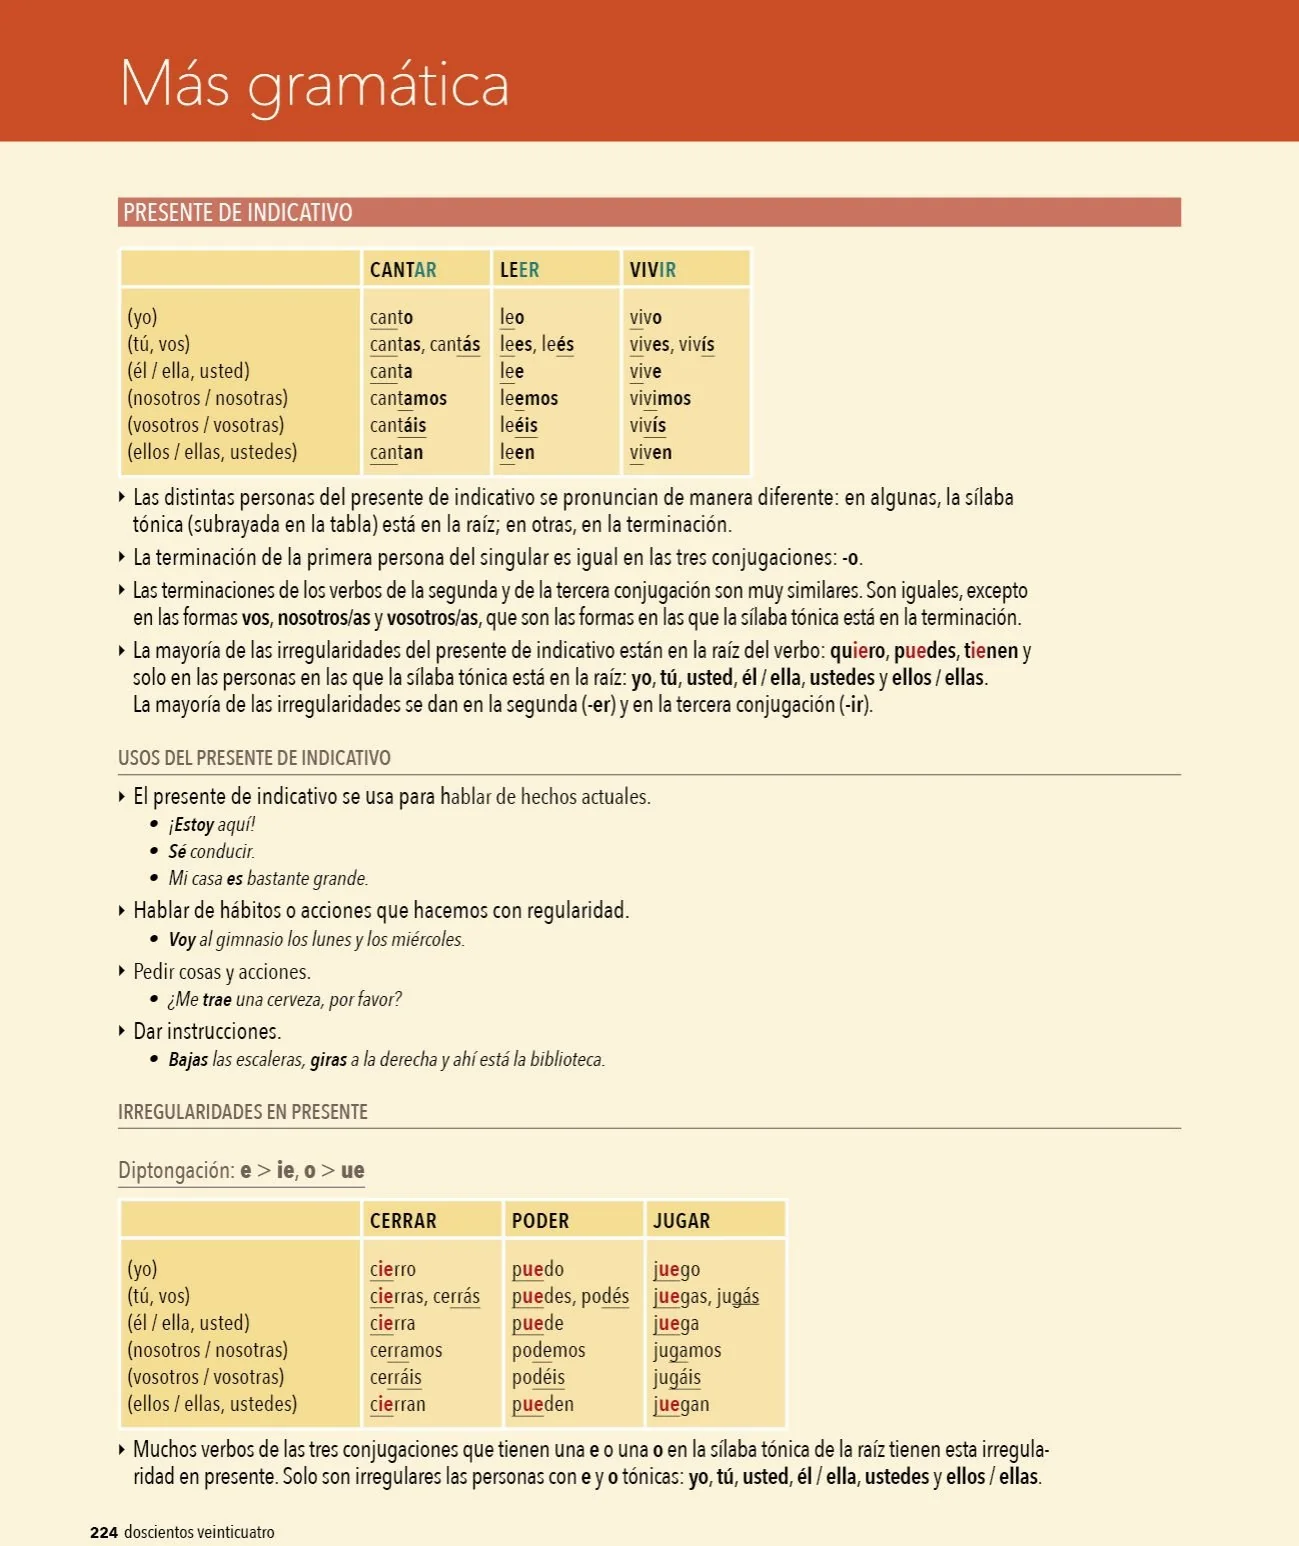 Más gramática
PRESENTE DE INDICATIVO
CANTAR LEER VIVIR
(yo) canto leo vivo
(tú, vos) cantas, cantás lees, leés vives, vivís
(él / ella, usted) canta lee vive
(nosotros / nosotras) cantamos leemos vivimos
(vosotros / vosotras) cantáis leéis vivís
(ellos / ellas, ustedes) cantan leen viven
Las distintas personas del presente de indicativo se pronuncian de manera diferente: en algunas, la sílaba
tónica (subrayada en la tabla) está en la raíz; en otras, en la terminación.
La terminación de la primera persona del singular es igual en las tres conjugaciones: -o.
Las terminaciones de los verbos de la segunda y de la tercera conjugación son muy similares. Son iguales, excepto
en las formas vos, nosotros/as y vosotros/as, que son las formas en las que la sílaba tónica está en la terminación.
La mayoría de las irregularidades del presente de indicativo están en la raíz del verbo: quiero, puedes, tienen y
solo en las personas en las que la sílaba tónica está en la raíz: yo, tú, usted, él / ella, ustedes y ellos / ellas.
La mayoría de las irregularidades se dan en la segunda (-er) y en la tercera conjugación (-ir).
USOS DEL PRESENTE DE INDICATIVO
El presente de indicativo se usa para hablar de hechos actuales.
• ¡Estoy aquí!
• Sé conducir.
• Mi casa es bastante grande.
Hablar de hábitos o acciones que hacemos con regularidad.
• Voy al gimnasio los lunes y los miércoles.
Pedir cosas y acciones.
• ¿Me trae una cerveza, por favor?
Dar instrucciones.
• Bajas las escaleras, giras a la derecha y ahí está la biblioteca.
IRREGULARIDADES EN PRESENTE
Diptongación: e > ie, o > ue
CERRAR PODER JUGAR
(yo) cierro puedo juego
(tú, vos) cierras, cerrás puedes, podés juegas, jugás
(él / ella, usted) cierra puede juega
(nosotros / nosotras) cerramos podemos jugamos
(vosotros / vosotras) cerráis podéis jugáis
(ellos / ellas, ustedes) cierran pueden juegan
Muchos verbos de las tres conjugaciones que tienen una e o una o en la sílaba tónica de la raíz tienen esta irregula-
ridad en presente. Solo son irregulares las personas con e y o tónicas: yo, tú, usted, él / ella, ustedes y ellos / ellas.
224 doscientos veinticuatro